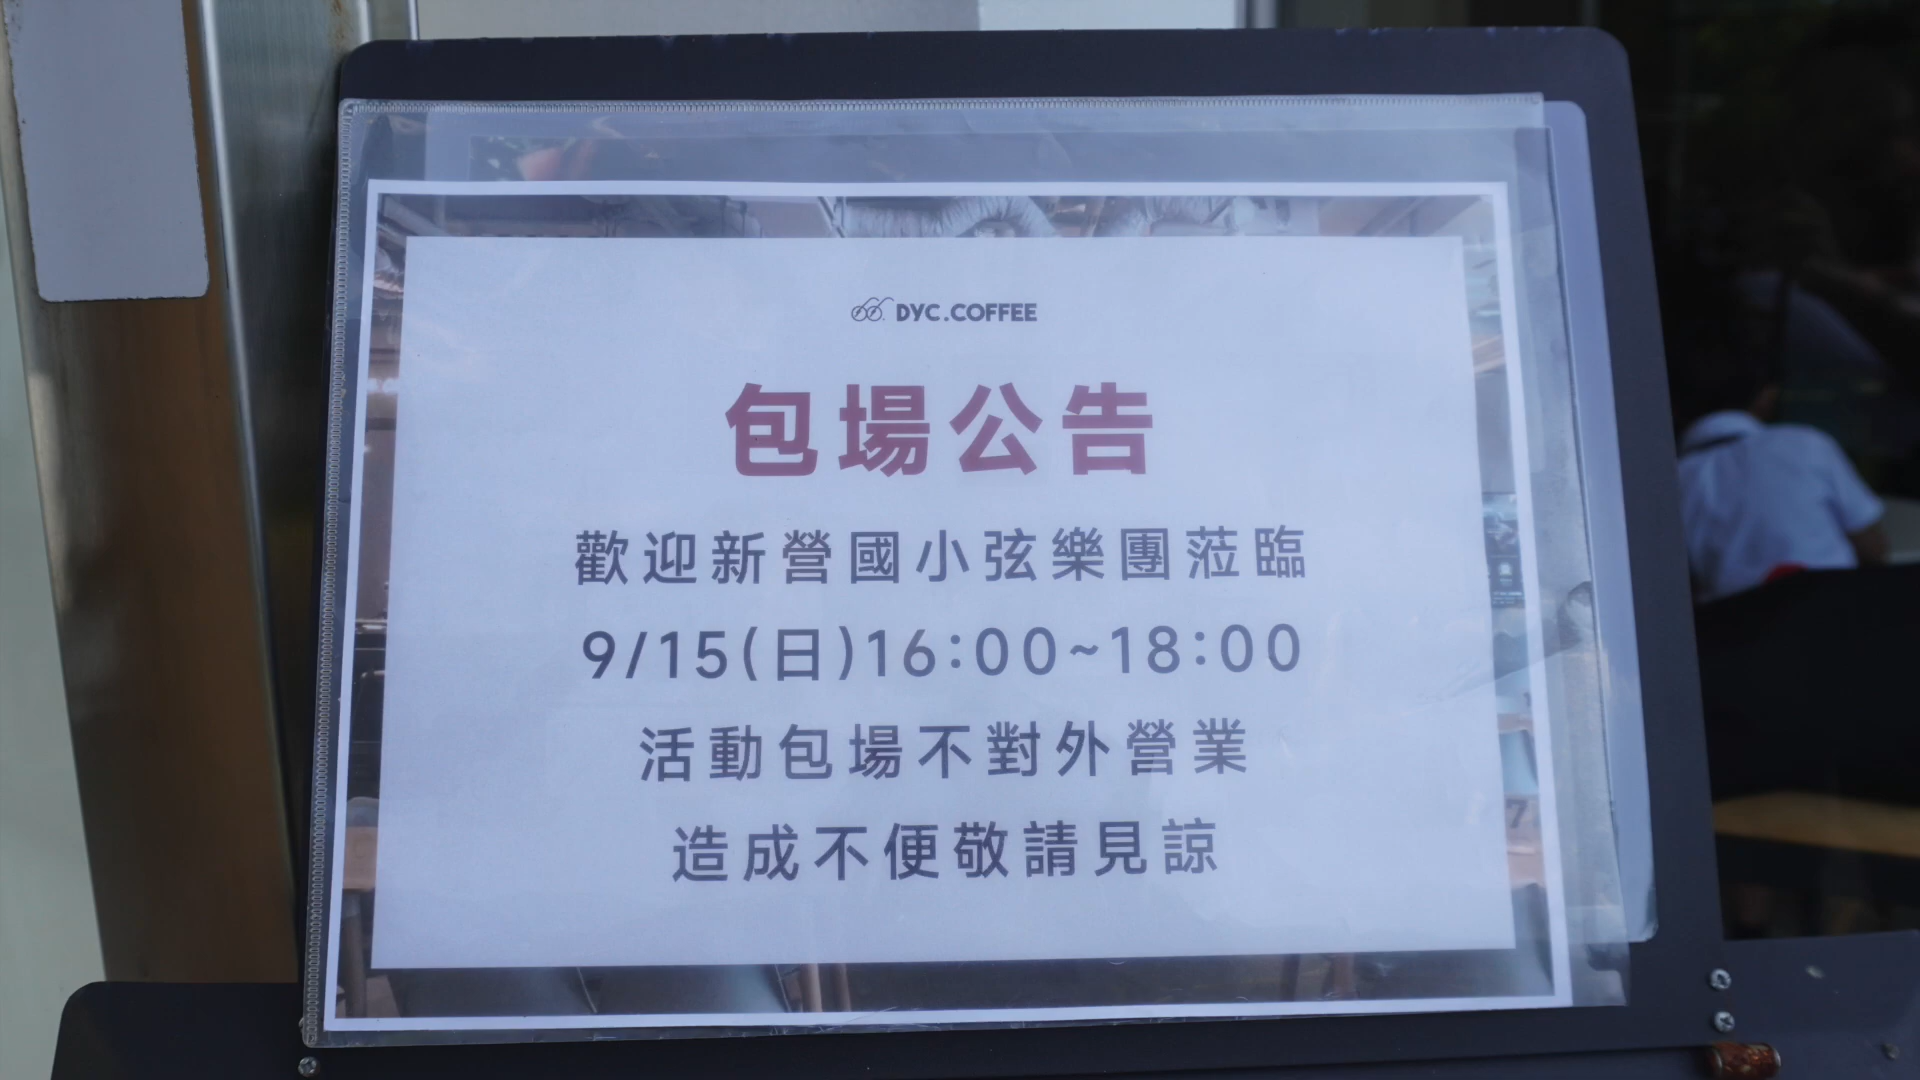 DYC.COFFEE
包場公告
歡迎新營國小弦樂團蒞臨
9/15(日)16:00~18:00
活動包場不對外營業
造成不便敬請見諒
7